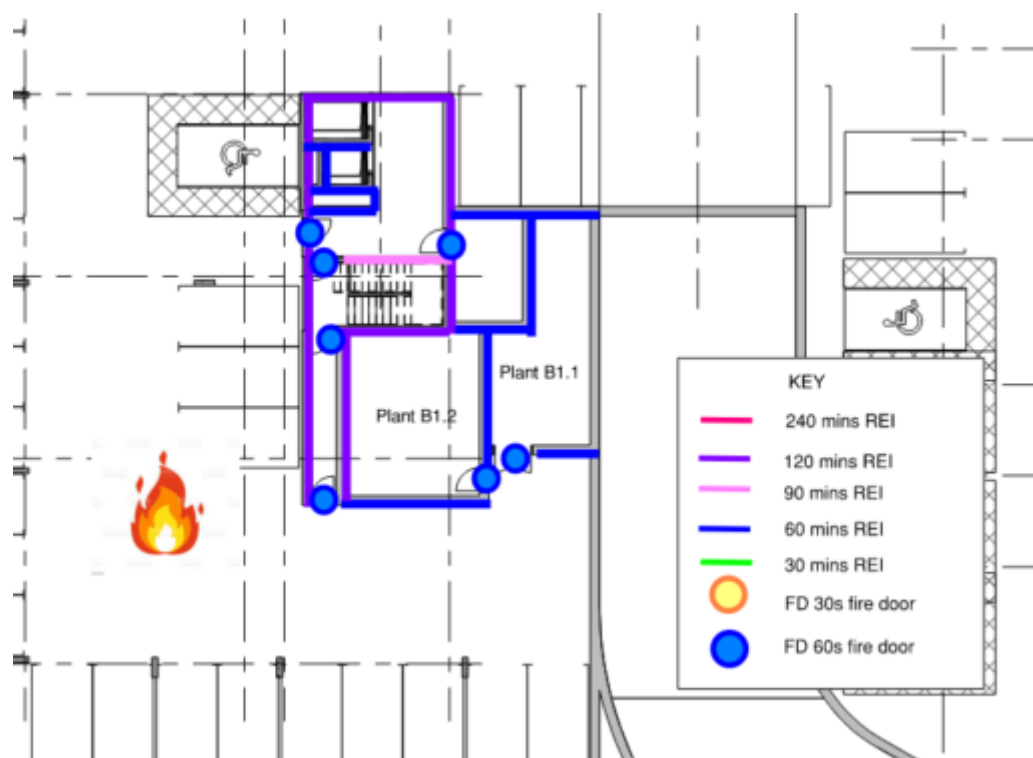 Plant B1.1
Plant B1.2
KEY
240 mins REI
120 mins REI
90 mins REI
60 mins REI
30 mins REI
FD 30s fire door
FD 60s fire door